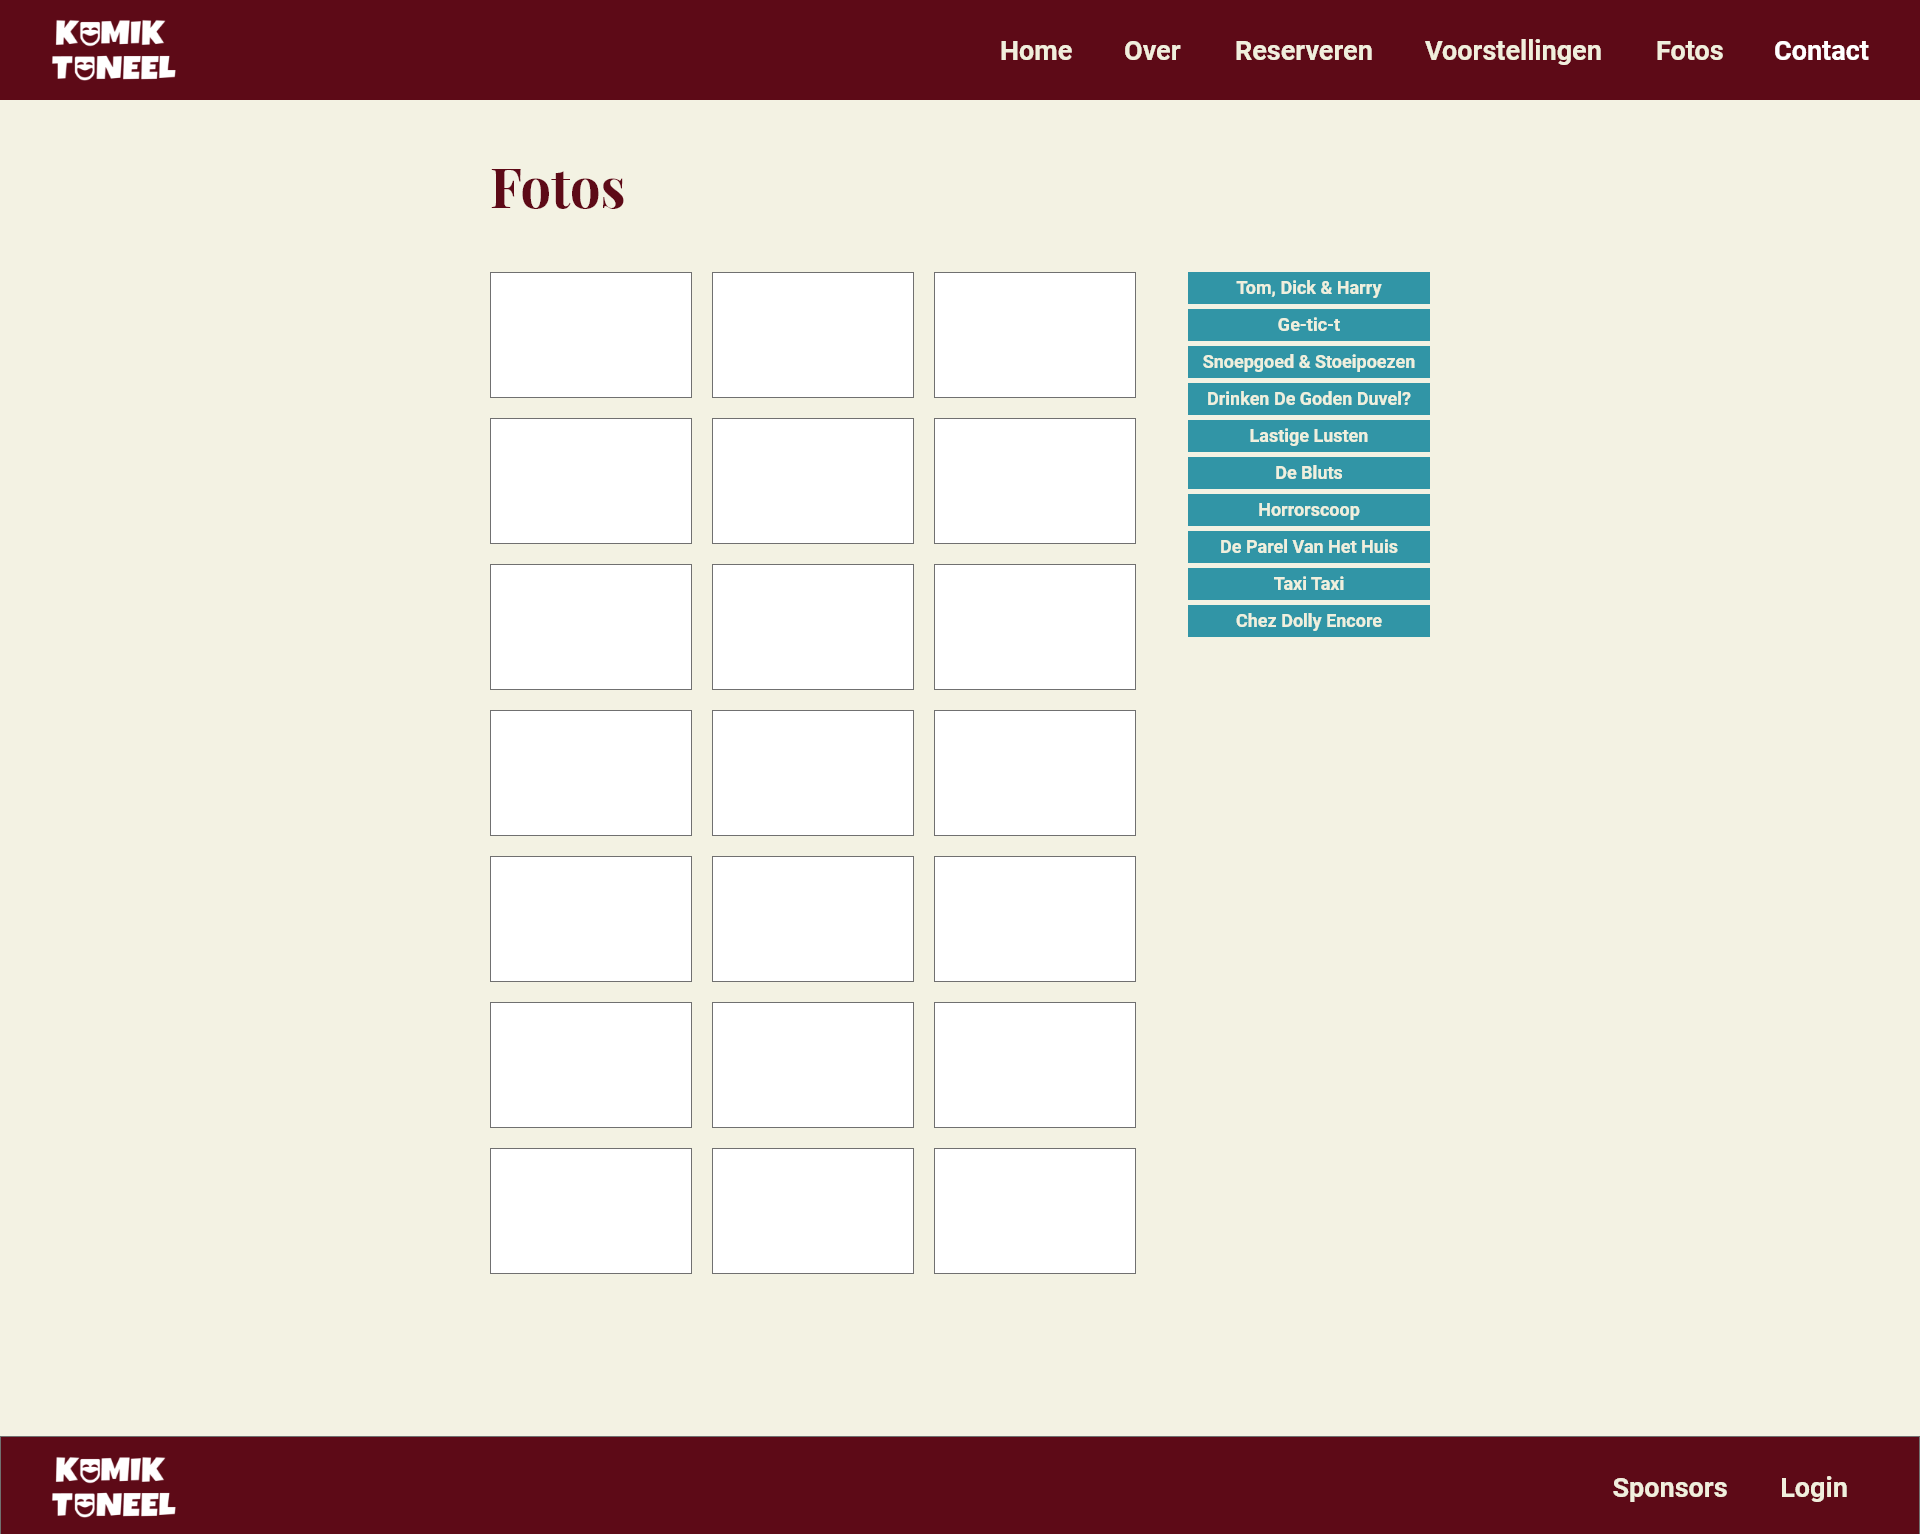 KOMIK
TONEEL
Home Over Reserveren Voorstellingen Fotos Contact
Fotos
Tom, Dick & Harry
Ge-tic-t
Snoepgoed & Stoeipoezen
Drinken De Goden Duvel?
Lastige Lusten
De Bluts
Horrorscoop
De Parel Van Het Huis
Taxi Taxi
Chez Dolly Encore
KOMIK
TONEEL
Sponsors Login